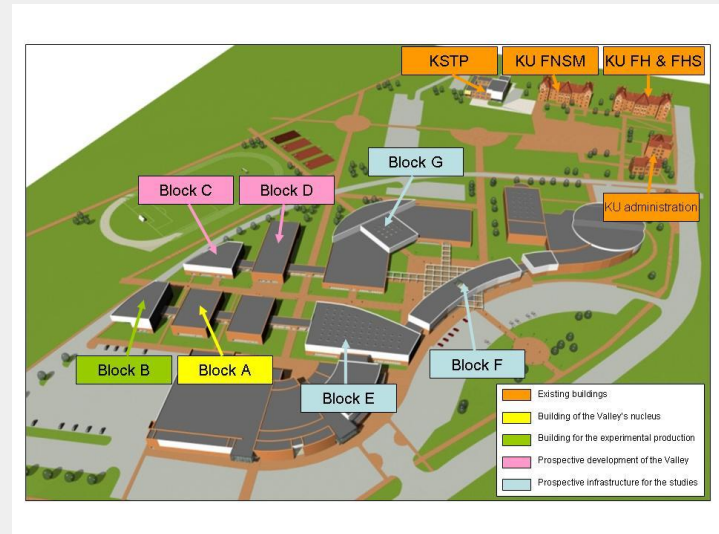 KSTP
KU FNSM
KU FH & FHS
Block G
Block C
Block D
KU administration
Block B
Block A
Block E
Block F
Existing buildings
Building of the Valley's nucleus
Building for the experimental production
Prospective development of the Valley
Prospective infrastructure for the studies